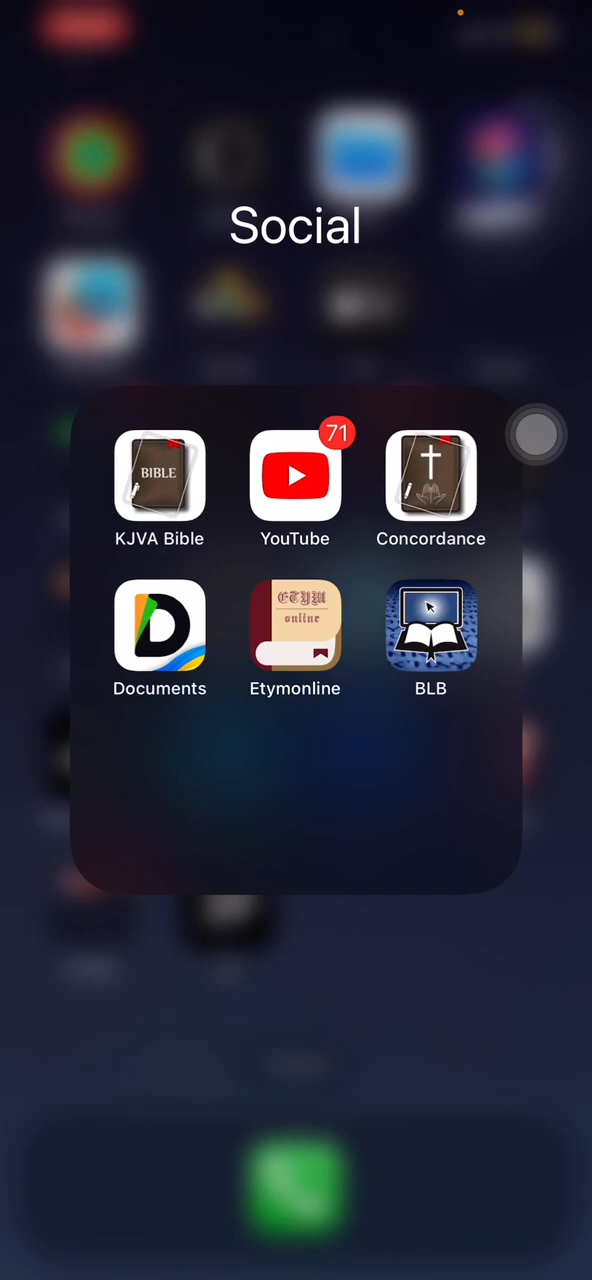 Social
71
BIBLE
KJVA Bible
YouTube
Concordance
ETYM
online
Documents
Etymonline
BLB